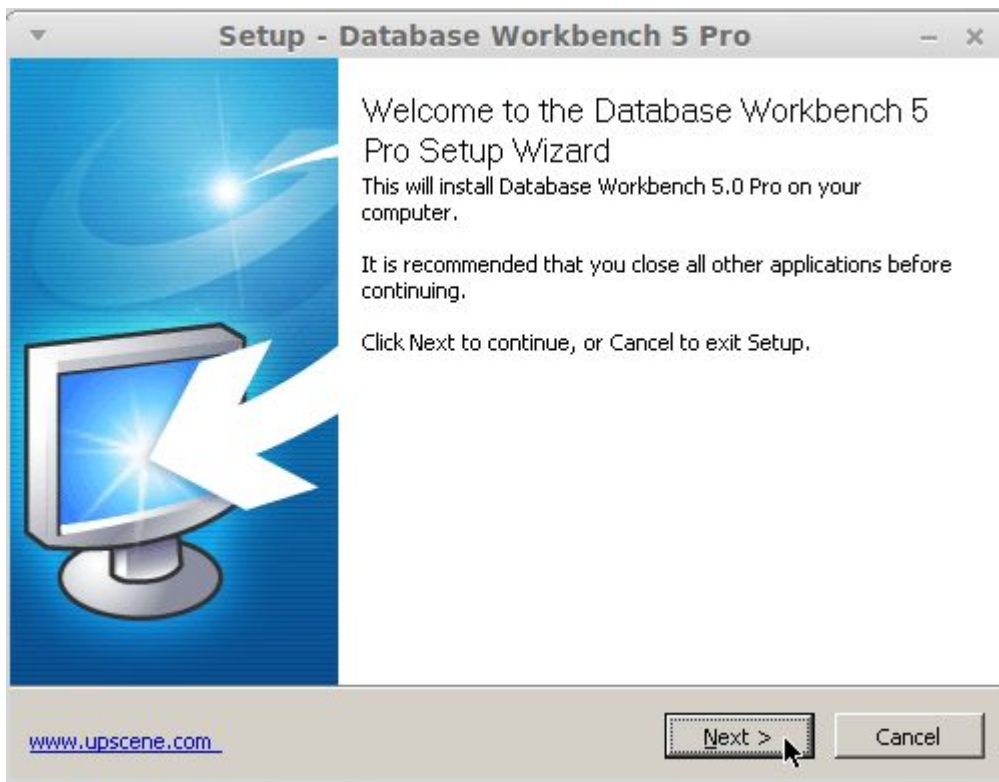 Setup - Database Workbench 5 Pro
Welcome to the Database Workbench 5
Pro Setup Wizard
This will install Database Workbench 5.0 Pro on your
computer.
It is recommended that you close all other applications before
continuing.
Click Next to continue, or Cancel to exit Setup.
www.upscene.com
Next >
Cancel